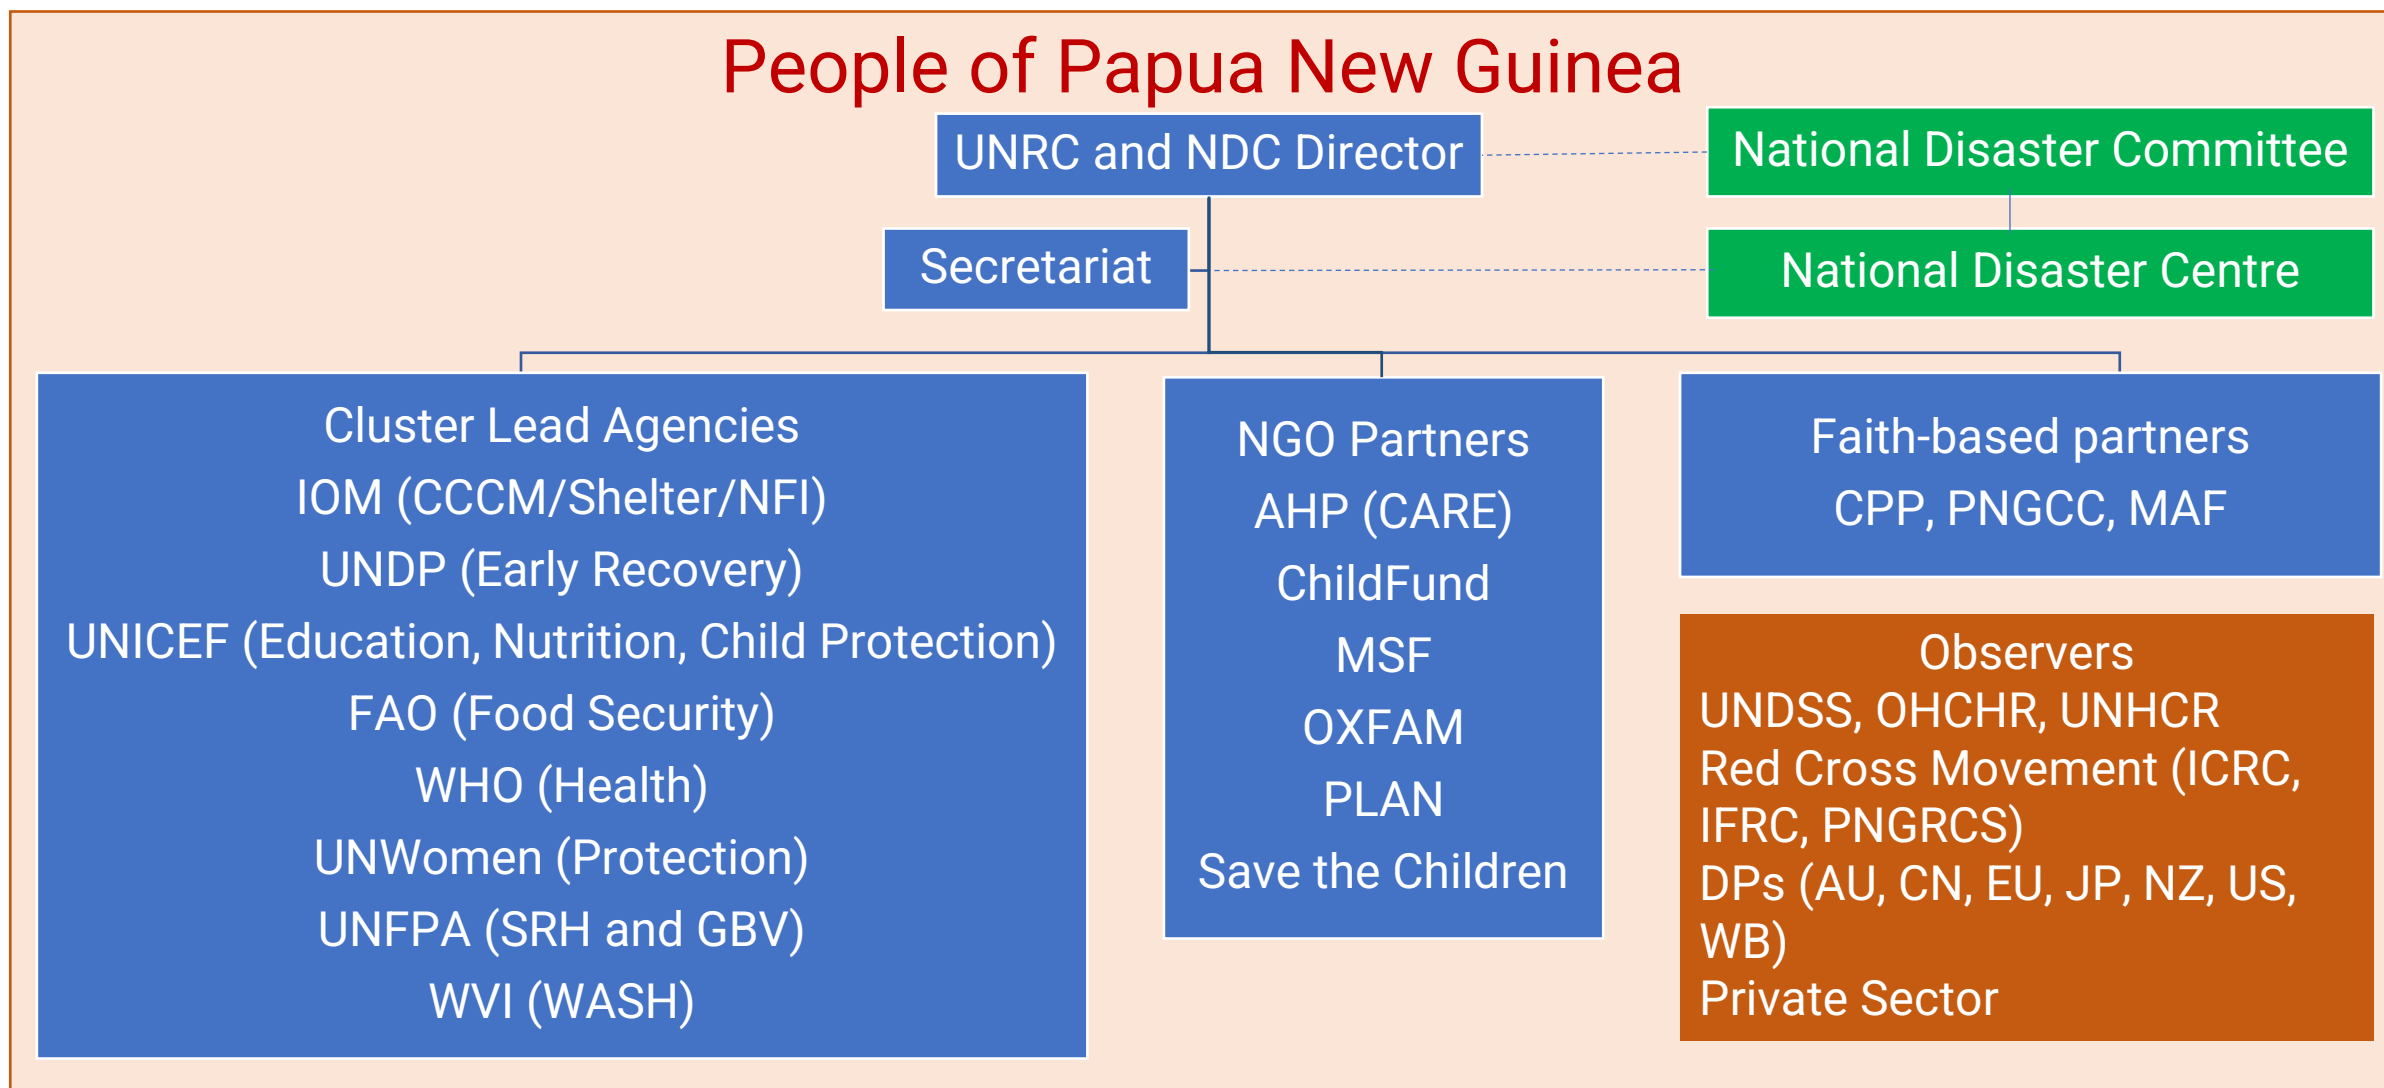 People of Papua New Guinea
UNRC and NDC Director
National Disaster Committee
Secretariat
National Disaster Centre
Cluster Lead Agencies
IOM (CCCM/Shelter/NFI)
UNDP (Early Recovery)
UNICEF (Education, Nutrition, Child Protection)
FAO (Food Security)
WHO (Health)
UNWomen (Protection)
UNFPA (SRH and GBV)
WVI (WASH)
NGO Partners
AHP (CARE)
ChildFund
MSF
OXFAM
PLAN
Save the Children
Faith-based partners
CPP, PNGCC, MAF
Observers
UNDSS, OHCHR, UNHCR
Red Cross Movement (ICRC,
IFRC, PNGRCS)
DPs (AU, CN, EU, JP, NZ, US,
WB)
Private Sector